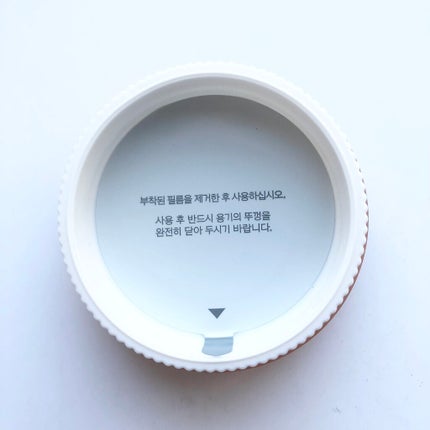 부착된 필름을 제거한 후 사용하십시오.
사용 후 반드시 용기의 뚜껑을
완전히 닫아 두시기 바랍니다.